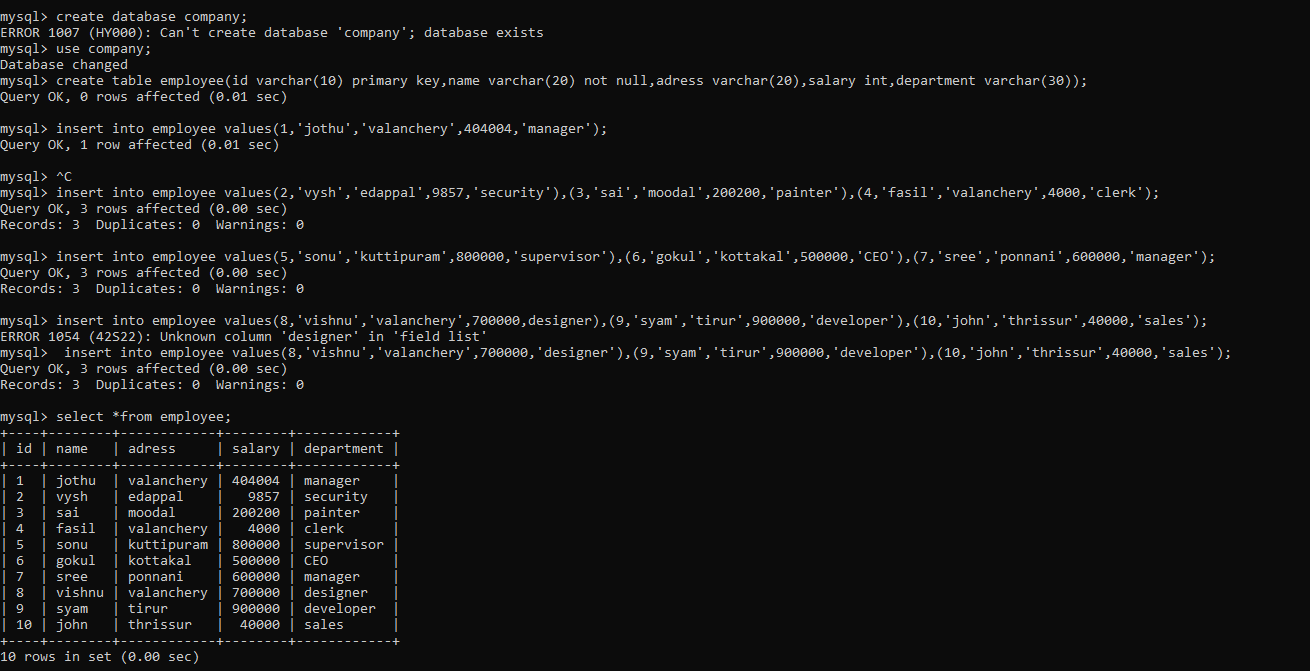 mysql> create database company;
ERROR 1007 (HY000): Can't create database 'company'; database exists
mysql> use company;
Database changed
mysql> create table employee(id varchar(10) primary key,name varchar(20) not null,adress varchar(20),salary int,department varchar(30));
Query OK, 0 rows affected (0.01 sec)

mysql> insert into employee values(1,'jothu','valanchery',404004,'manager');
Query OK, 1 row affected (0.01 sec)

mysql> ^C
mysql> insert into employee values(2,'vysh','edappal',9857,'security'),(3,'sai','moodal',200200,'painter'),(4,'fasil','valanchery',4000,'clerk');
Query OK, 3 rows affected (0.00 sec)
Records: 3  Duplicates: 0  Warnings: 0

mysql> insert into employee values(5,'sonu','kuttipuram',800000,'supervisor'),(6,'gokul','kottakal',500000,'CEO'),(7,'sree','ponnani',600000,'manager');
Query OK, 3 rows affected (0.00 sec)
Records: 3  Duplicates: 0  Warnings: 0

mysql> insert into employee values(8,'vishnu','valanchery',700000,designer),(9,'syam','tirur',900000,'developer'),(10,'john','thrissur',40000,'sales');
ERROR 1054 (42S22): Unknown column 'designer' in 'field list'
mysql>  insert into employee values(8,'vishnu','valanchery',700000,'designer'),(9,'syam','tirur',900000,'developer'),(10,'john','thrissur',40000,'sales');
Query OK, 3 rows affected (0.00 sec)
Records: 3  Duplicates: 0  Warnings: 0

mysql> select *from employee;
+----+--------+------------+--------+------------+
| id | name   | adress     | salary | department |
+----+--------+------------+--------+------------+
| 1  | jothu  | valanchery | 404004 | manager    |
| 2  | vysh   | edappal    |   9857 | security   |
| 3  | sai    | moodal     | 200200 | painter    |
| 4  | fasil  | valanchery |   4000 | clerk      |
| 5  | sonu   | kuttipuram | 800000 | supervisor |
| 6  | gokul  | kottakal   | 500000 | CEO        |
| 7  | sree   | ponnani    | 600000 | manager    |
| 8  | vishnu | valanchery | 700000 | designer   |
| 9  | syam   | tirur      | 900000 | developer  |
| 10 | john   | thrissur   |  40000 | sales      |
+----+--------+------------+--------+------------+
10 rows in set (0.00 sec)